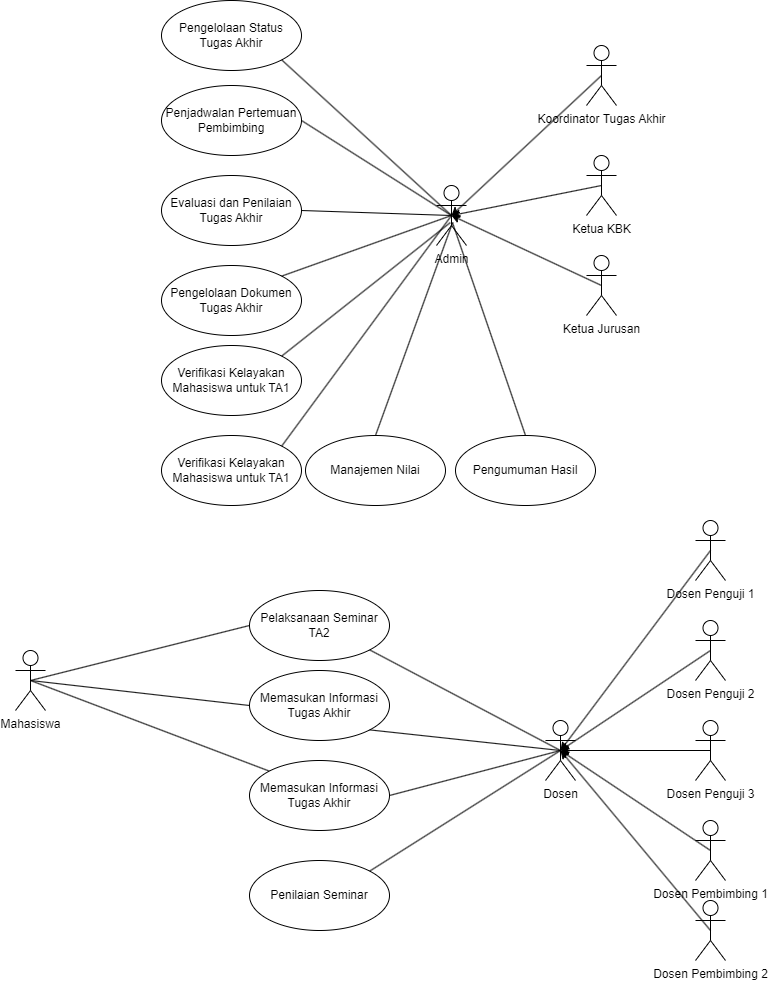 Pengelolaan Status
Tugas Akhir
Koordinator Tugas Akhir
Penjadwalan Pertemuan
Pembimbing
Evaluasi dan Penilaian
Tugas Akhir
Ketua KBK
Admin
Pengelolaan Dokumen
Tugas Akhir
Ketua Jurusan
Verifikasi Kelayakan
Mahasiswa untuk TA1
Verifikasi Kelayakan
Mahasiswa untuk TA1
Manajemen Nilai
Pengumuman Hasil
Dosen Penguji 1
Pelaksanaan Seminar
TA2
Dosen Penguji 2
Mahasiswa
Memasukan Informasi
Tugas Akhir
Memasukan Informasi
Tugas Akhir
Dosen
Dosen Penguji 3
Penilaian Seminar
Dosen Pembimbing 1
Dosen Pembimbing 2